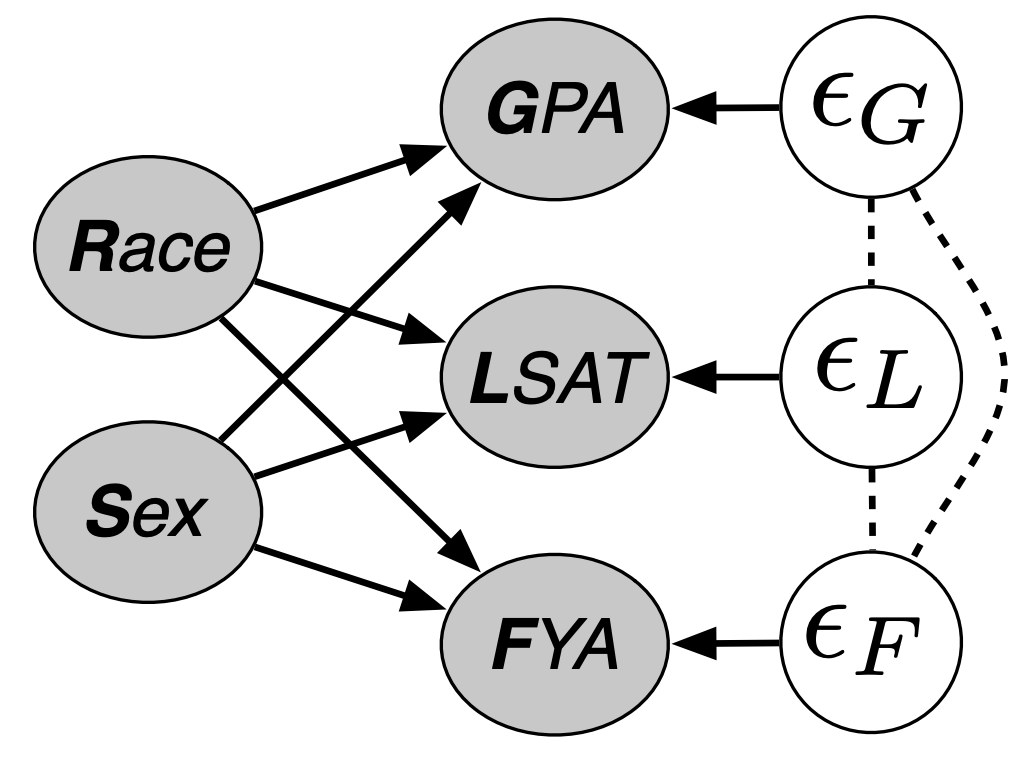 GPA
ϵG
Race
LSAT
ϵL
Sex
FYA
ϵF